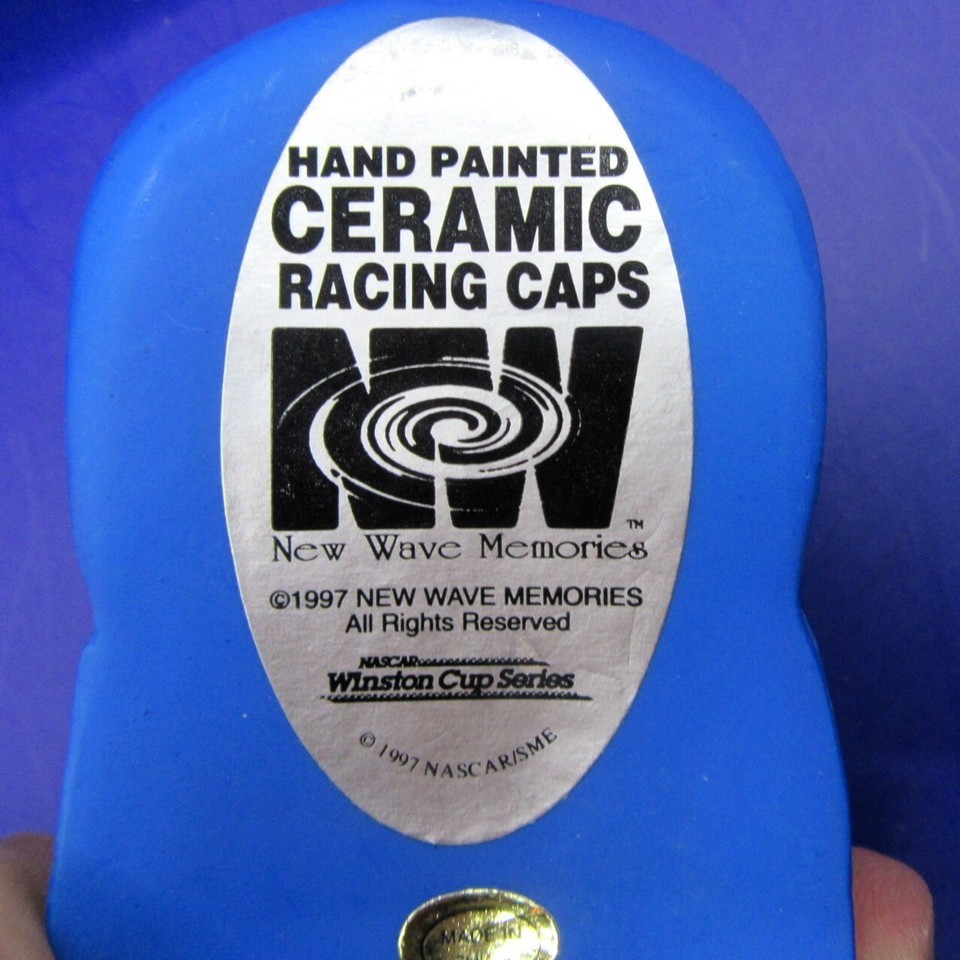 HAND PAINTED
CERAMIC
RACING CAPS
NW
TM
New Wave Memories
©1997 NEW WAVE MEMORIES
All Rights Reserved
NASCAR
Winston Cup Series
© 1997 NASCAR/SME
MADE IN